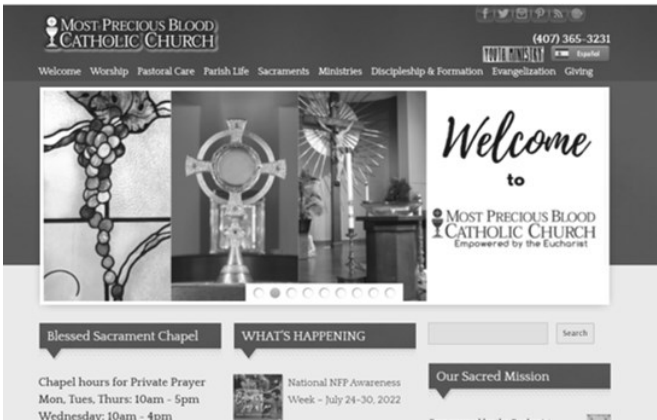 MOST PRECIOUS BLOOD
CATHOLIC CHURCH
(407) 365-3231
YOUTH MINISTRY
Español
Welcome Worship Pastoral Care Parish Life Sacraments Ministries Discipleship & Formation Evangelization Giving
Welcome
to
MOST PRECIOUS BLOOD
CATHOLIC CHURCH
Empowered by the Eucharist
Blessed Sacrament Chapel
Chapel hours for Private Prayer
Mon, Tues, Thurs: 10am - 5pm
Wednesday: 10am - 4pm
WHAT'S HAPPENING
National NFP Awareness
Week – July 24-30, 2022
Search
Our Sacred Mission